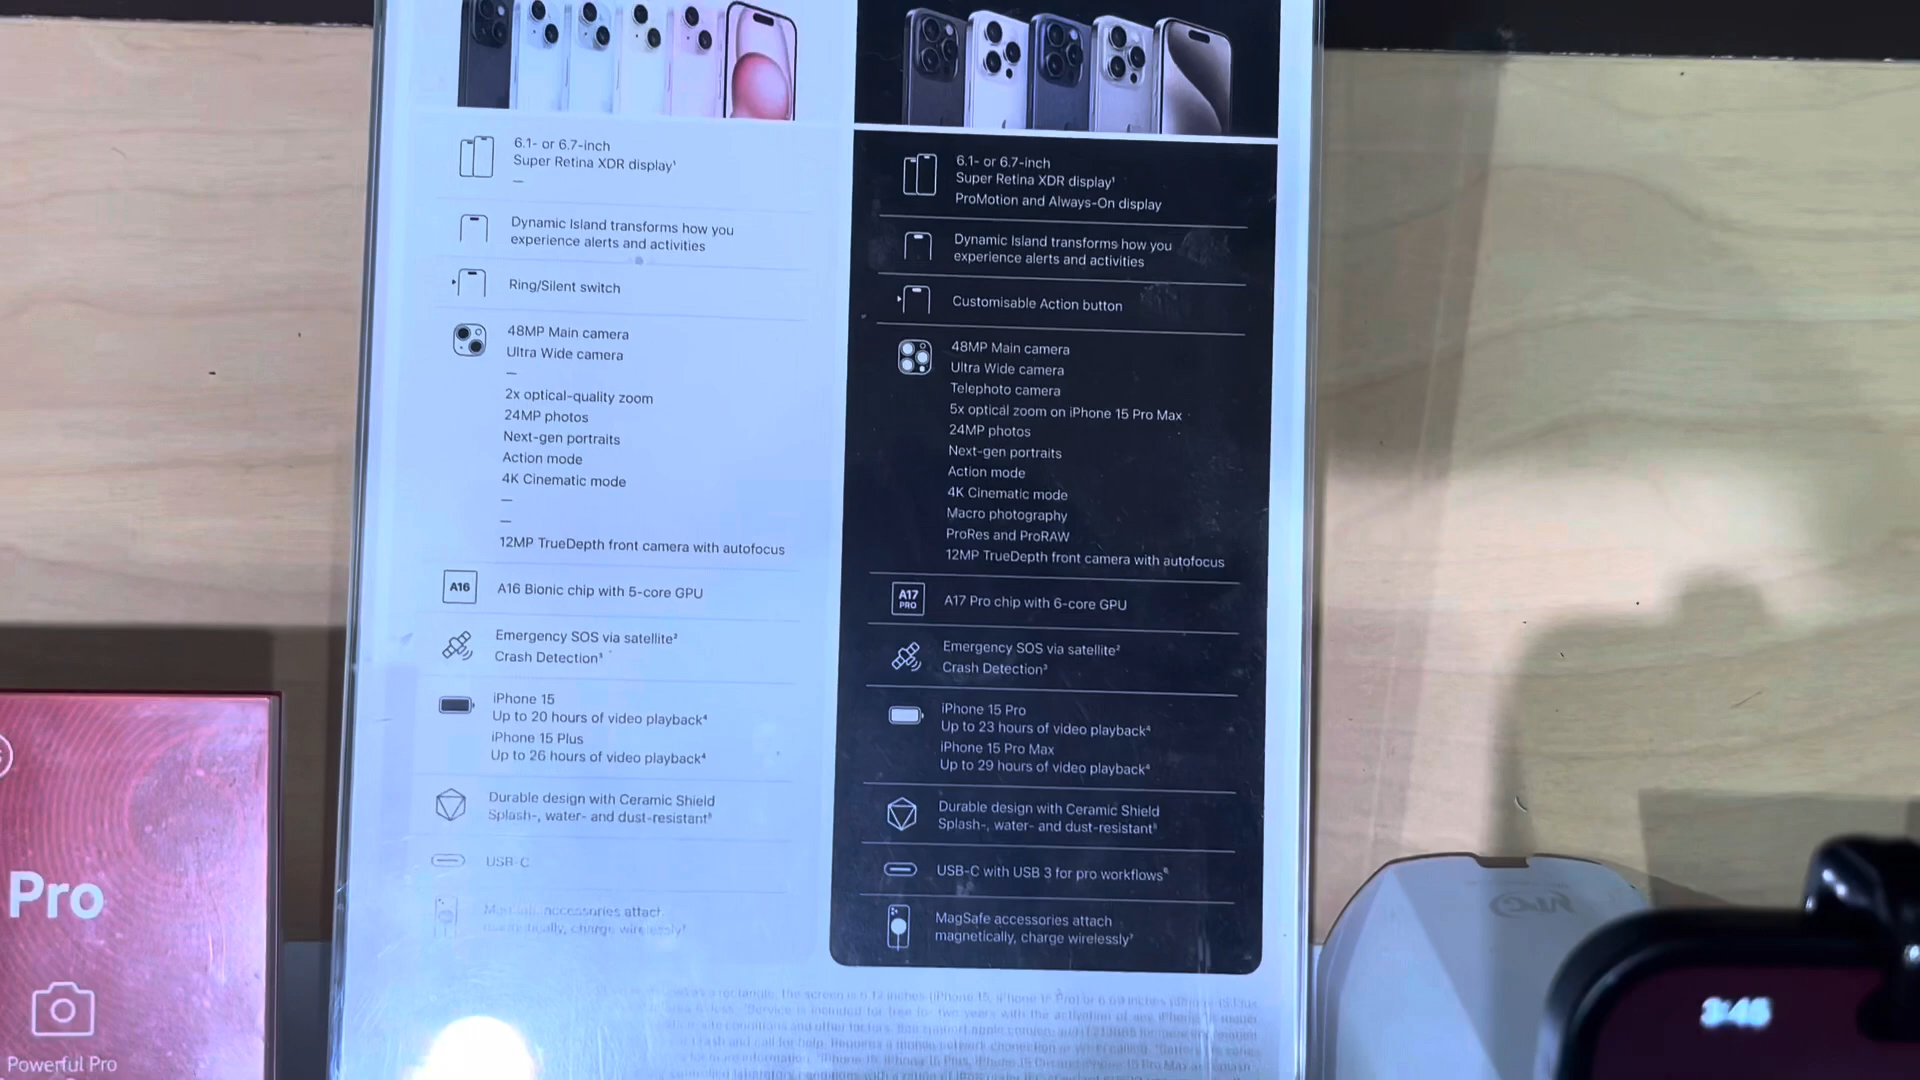 6.1- or 6.7-inch
Super Retina XDR display¹
—
Dynamic Island transforms how you
experience alerts and activities
Ring/Silent switch
48MP Main camera
Ultra Wide camera
—
2x optical-quality zoom
24MP photos
Next-gen portraits
Action mode
4K Cinematic mode
—
—
12MP TrueDepth front camera with autofocus
A16
A16 Bionic chip with 5-core GPU
Emergency SOS via satellite²
Crash Detection³
iPhone 15
Up to 20 hours of video playback⁴
iPhone 15 Plus
Up to 26 hours of video playback⁴
Durable design with Ceramic Shield
Splash-, water- and dust-resistant⁵
USB-C
MagSafe accessories attach
magnetically, charge wirelessly⁷
6.1- or 6.7-inch
Super Retina XDR display¹
ProMotion and Always-On display
Dynamic Island transforms how you
experience alerts and activities
Customisable Action button
48MP Main camera
Ultra Wide camera
Telephoto camera
5x optical zoom on iPhone 15 Pro Max
24MP photos
Next-gen portraits
Action mode
4K Cinematic mode
Macro photography
ProRes and ProRAW
12MP TrueDepth front camera with autofocus
A17
PRO
A17 Pro chip with 6-core GPU
Emergency SOS via satellite²
Crash Detection³
iPhone 15 Pro
Up to 23 hours of video playback⁴
iPhone 15 Pro Max
Up to 29 hours of video playback⁴
Durable design with Ceramic Shield
Splash-, water- and dust-resistant⁵
USB-C with USB 3 for pro workflows⁶
MagSafe accessories attach
magnetically, charge wirelessly⁷
Pro
Powerful Pro
3:46